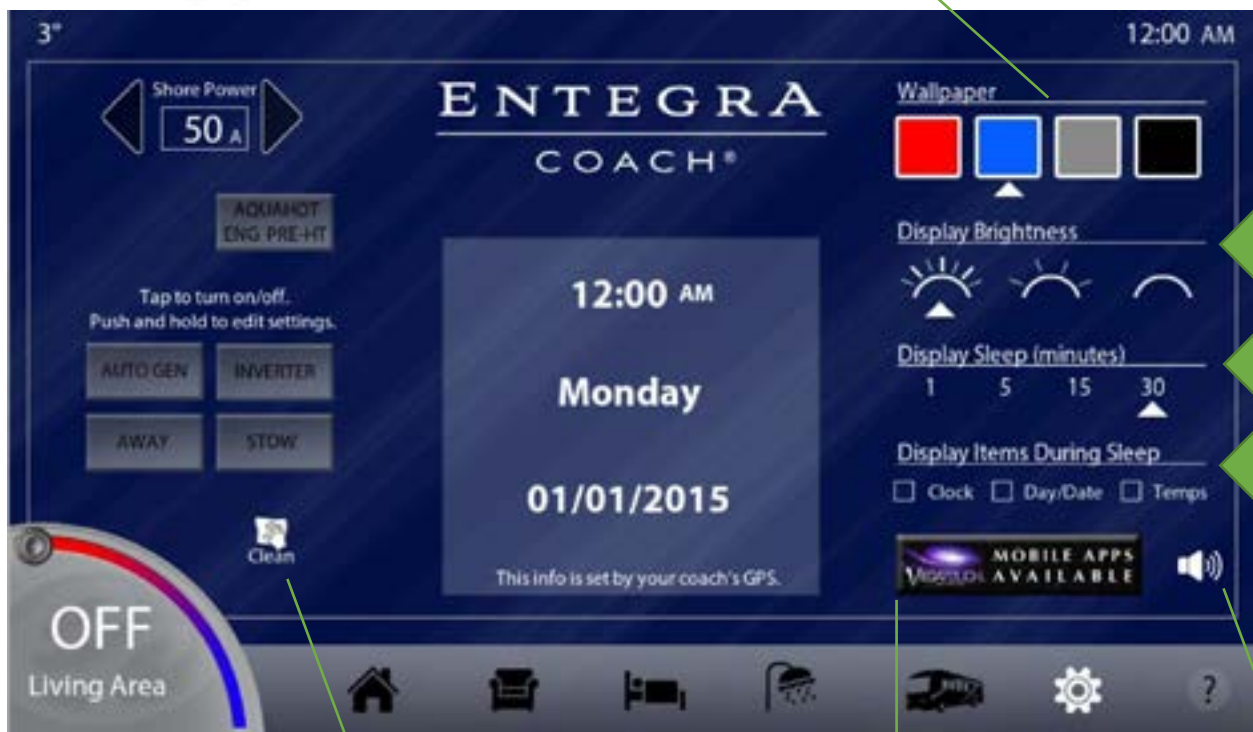 3°
12:00 AM
Shore Power
50 A
AQUAHOT
ENG PRE-HT
Tap to turn on/off.
Push and hold to edit settings.
AUTO GEN
INVERTER
AWAY
STOW
Clean
OFF
Living Area
ENTEGRA
COACH®
12:00 AM
Monday
01/01/2015
This info is set by your coach's GPS.
Wallpaper
Display Brightness
Display Sleep (minutes)
1 5 15 30
Display Items During Sleep
Clock Day/Date Temps
MOBILE APPS
AVAILABLE
?